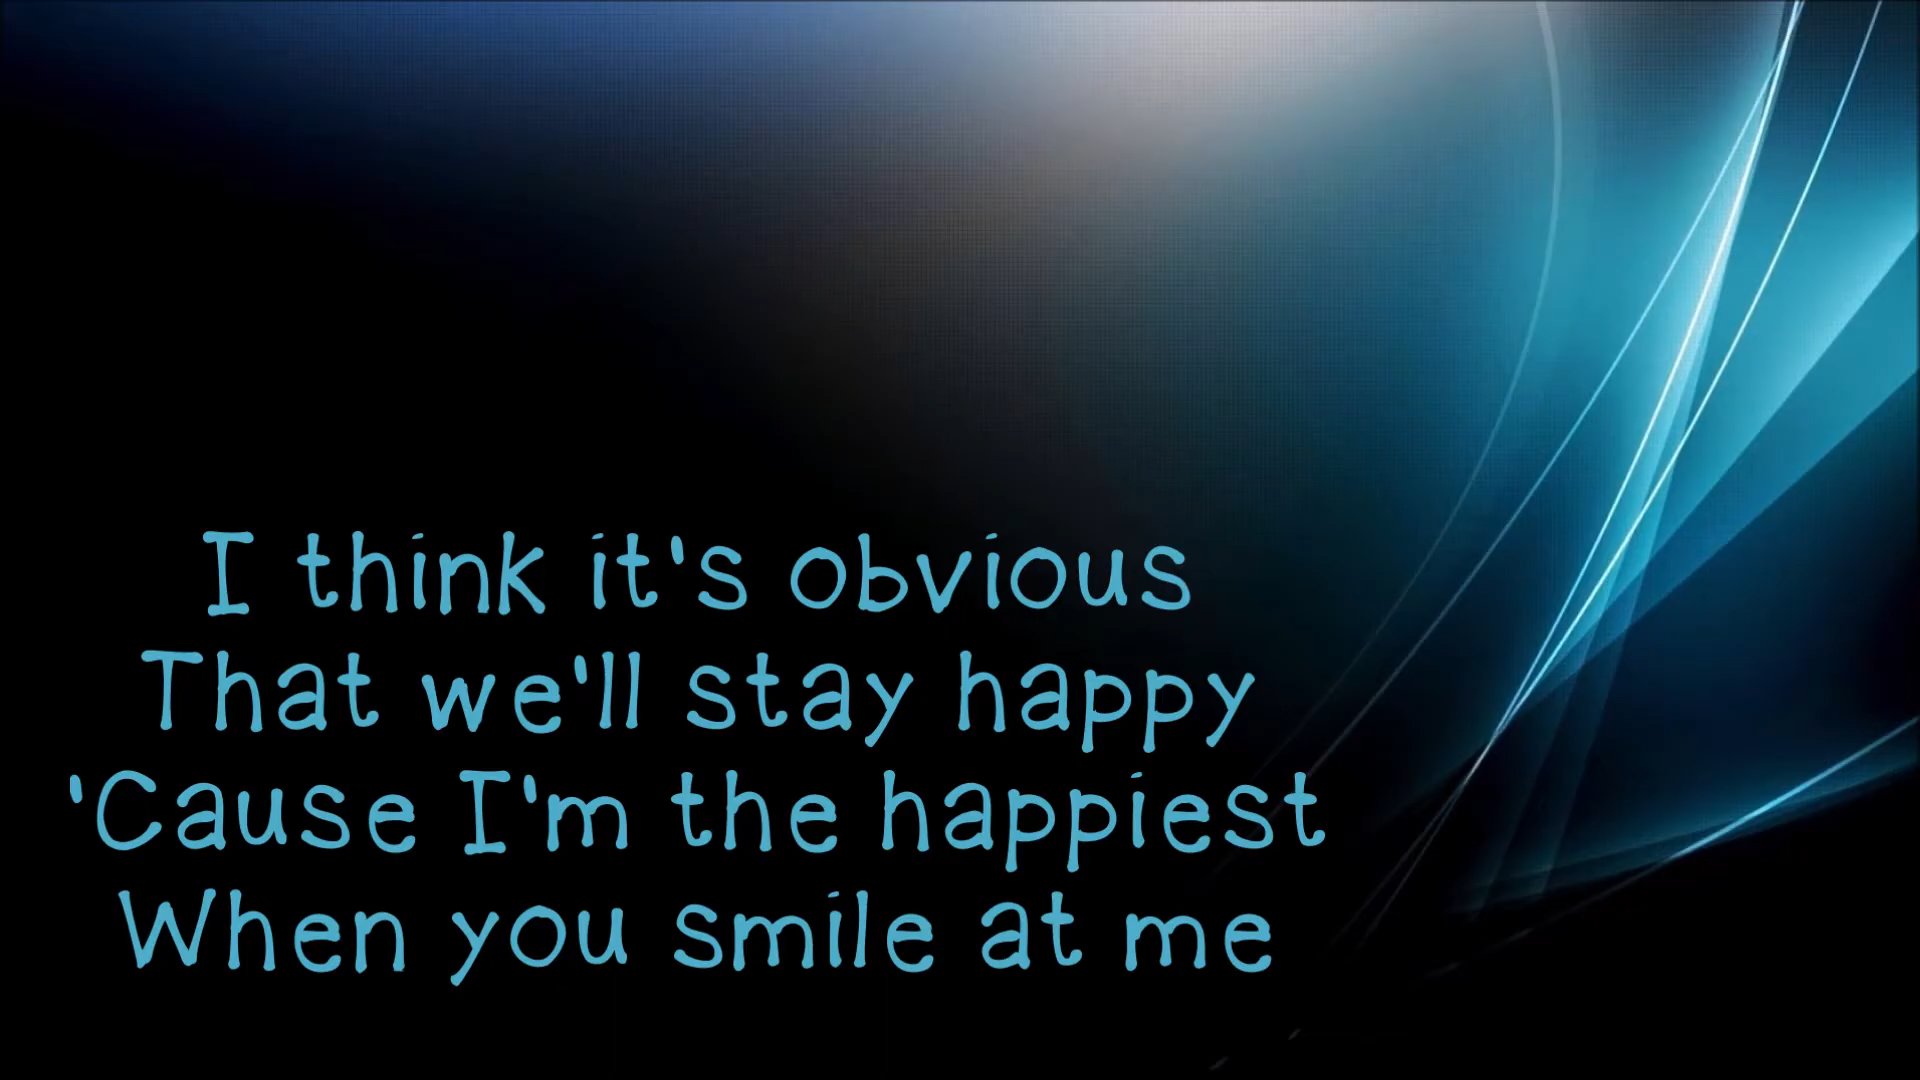 I think it's obvious
That we'll stay happy
'Cause I'm the happiest
When you smile at me